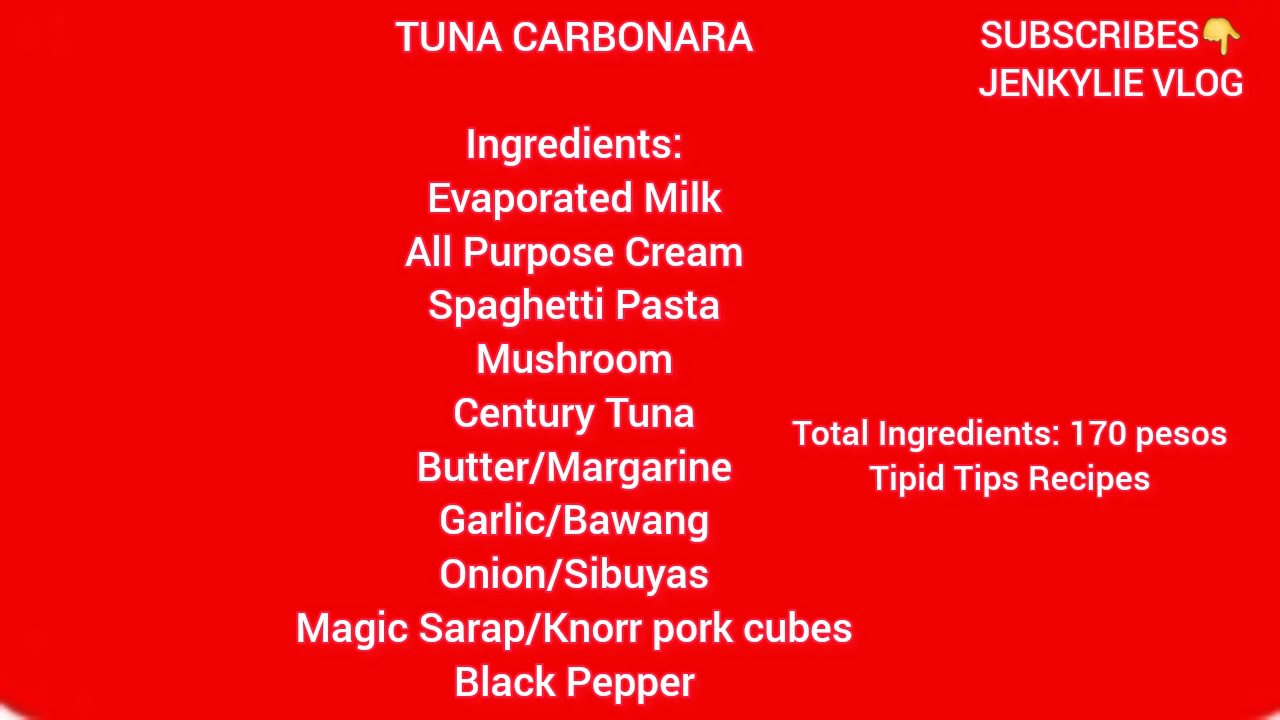 TUNA CARBONARA
SUBSCRIBES👇
JENKYLIE VLOG
Ingredients:
Evaporated Milk
All Purpose Cream
Spaghetti Pasta
Mushroom
Century Tuna
Butter/Margarine
Garlic/Bawang
Onion/Sibuyas
Magic Sarap/Knorr pork cubes
Black Pepper
Total Ingredients: 170 pesos
Tipid Tips Recipes